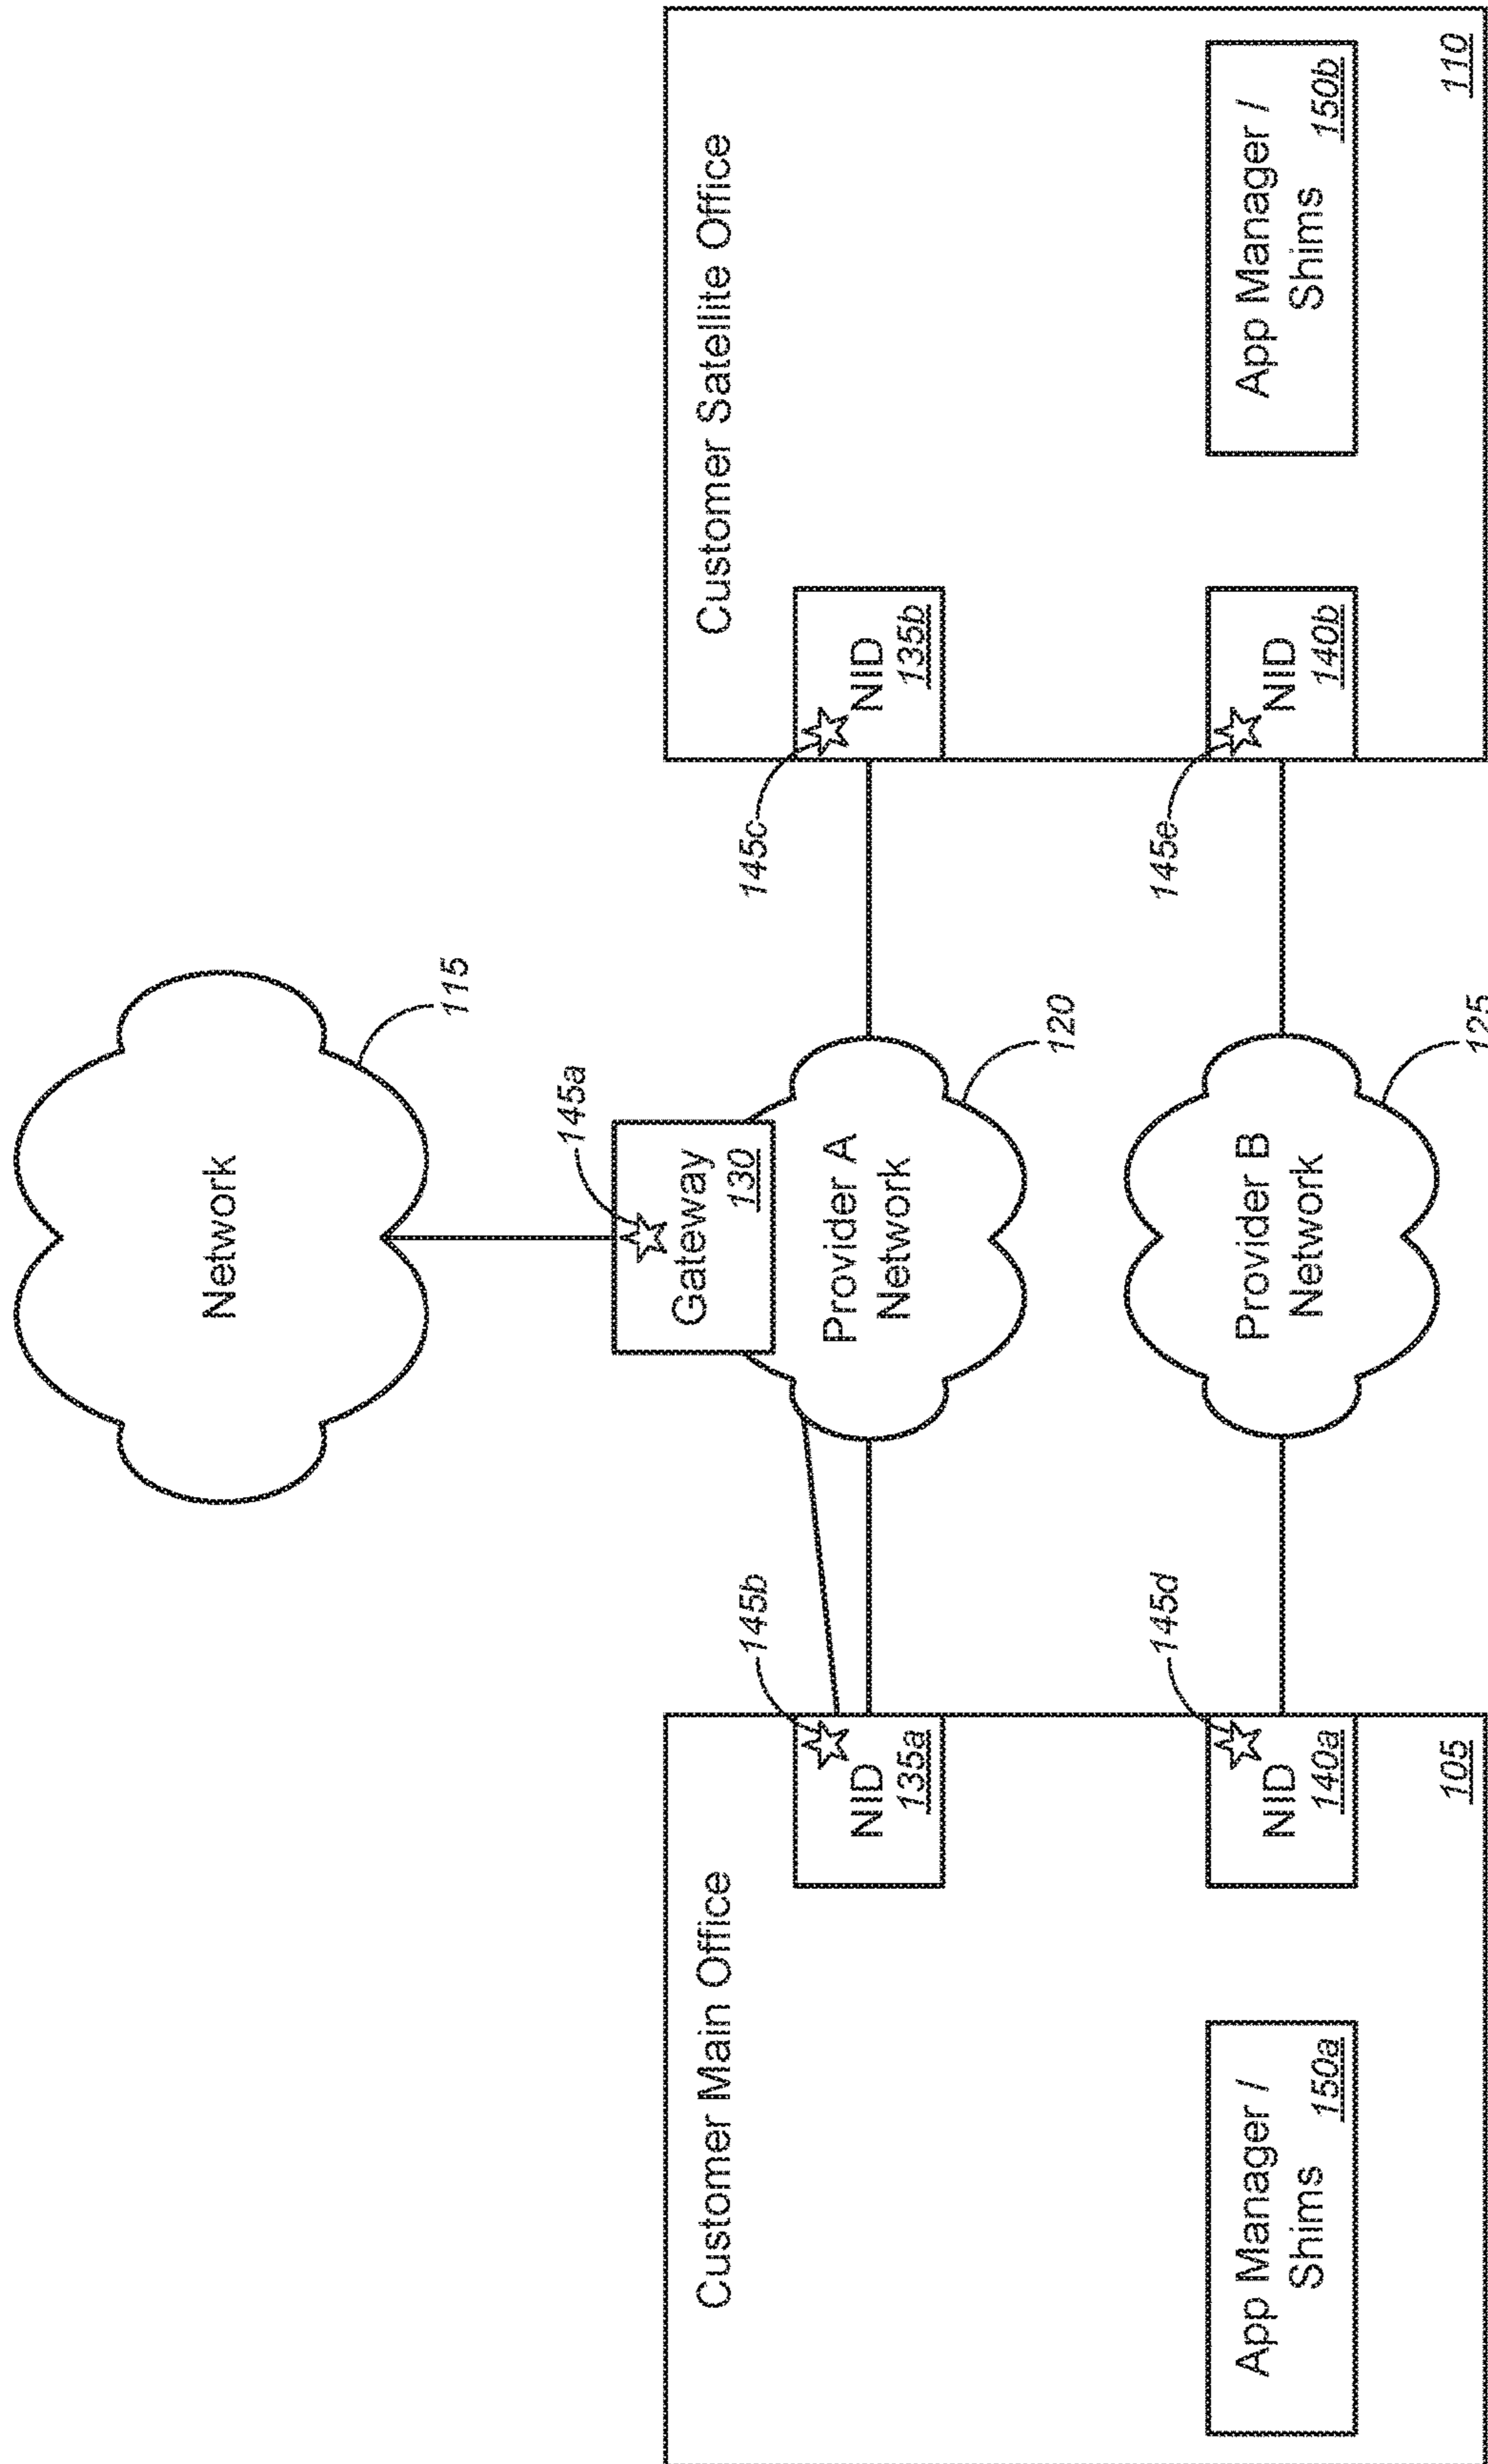 Network
115
145a
Gateway
130
Customer Main Office
Customer Satellite Office
145b
145c
NID
135a
Provider A
Network
120
NID
135b
145d
145e
App Manager /
Shims
150a
NID
140a
Provider B
Network
125
NID
140b
App Manager /
Shims
150b
105
110